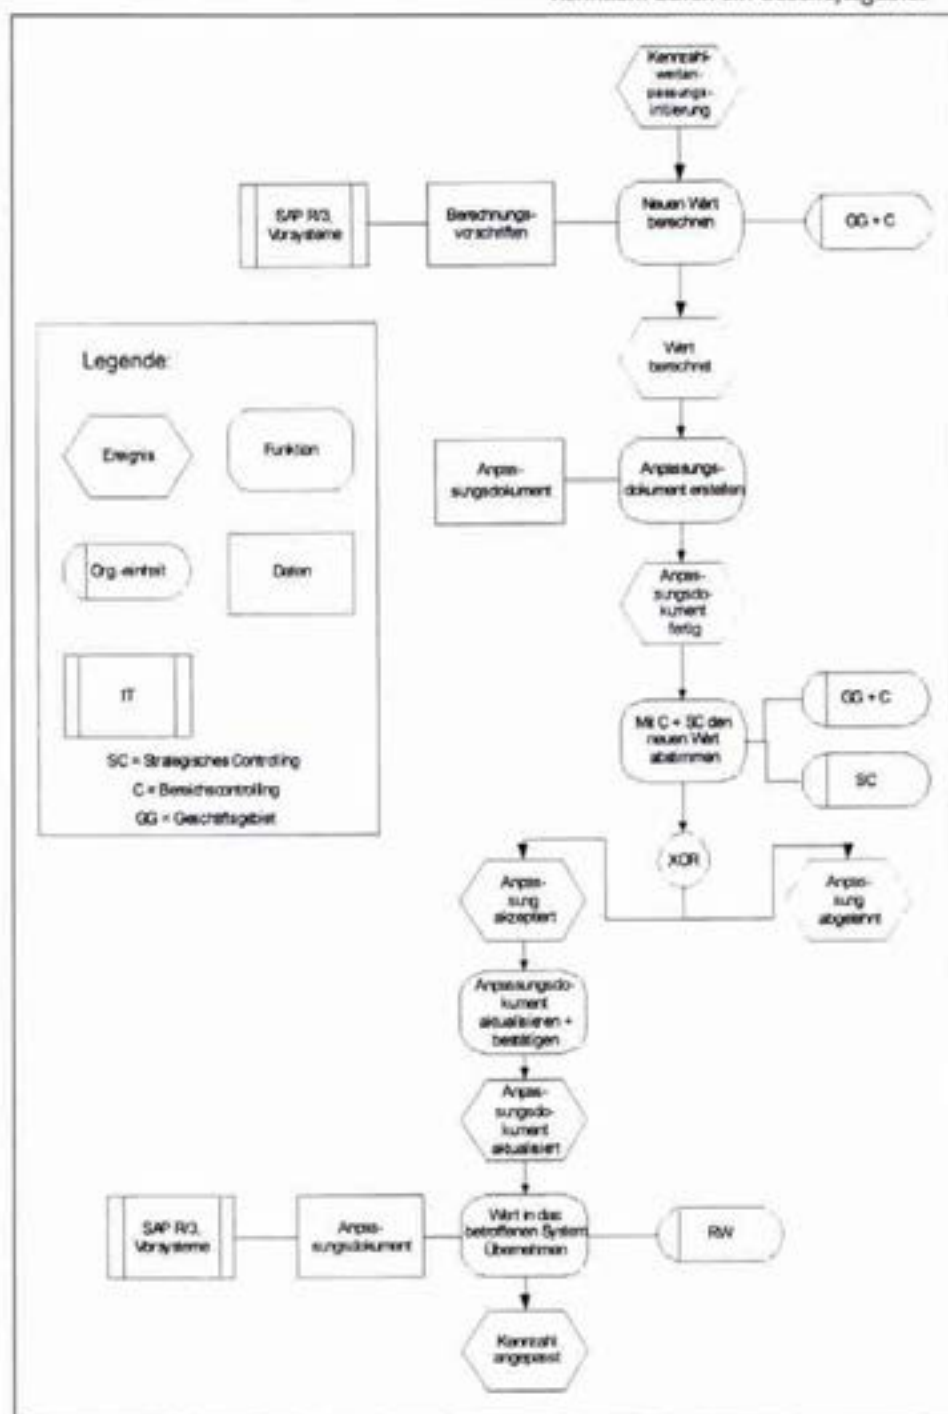 Kennzahl-
wertan-
passungs-
initiierung
SAP R/3,
Vorsysteme
Berechnungs-
vorschriften
Neuen Wert
berechnen
GG + C
Wert
berechnet
Legende:
Ereignis
Funktion
Org.-einheit
Daten
IT
SC = Strategisches Controlling
C = Bereichscontrolling
GG = Geschäftsgebiet
Anpas-
sungsdokument
Anpassungs-
dokument erstellen
Anpas-
sungsdo-
kument
fertig
Mit C + SC den
neuen Wert
abstimmen
GG + C
SC
XOR
Anpas-
sung
akzeptiert
Anpas-
sung
abgelehnt
Anpassungsdo-
kument
aktualisieren +
bestätigen
Anpas-
sungsdo-
kument
aktualisiert
SAP R/3,
Vorsysteme
Anpas-
sungsdokument
Wert in das
betroffenen System
Übernehmen
RW
Kennzahl
angepasst